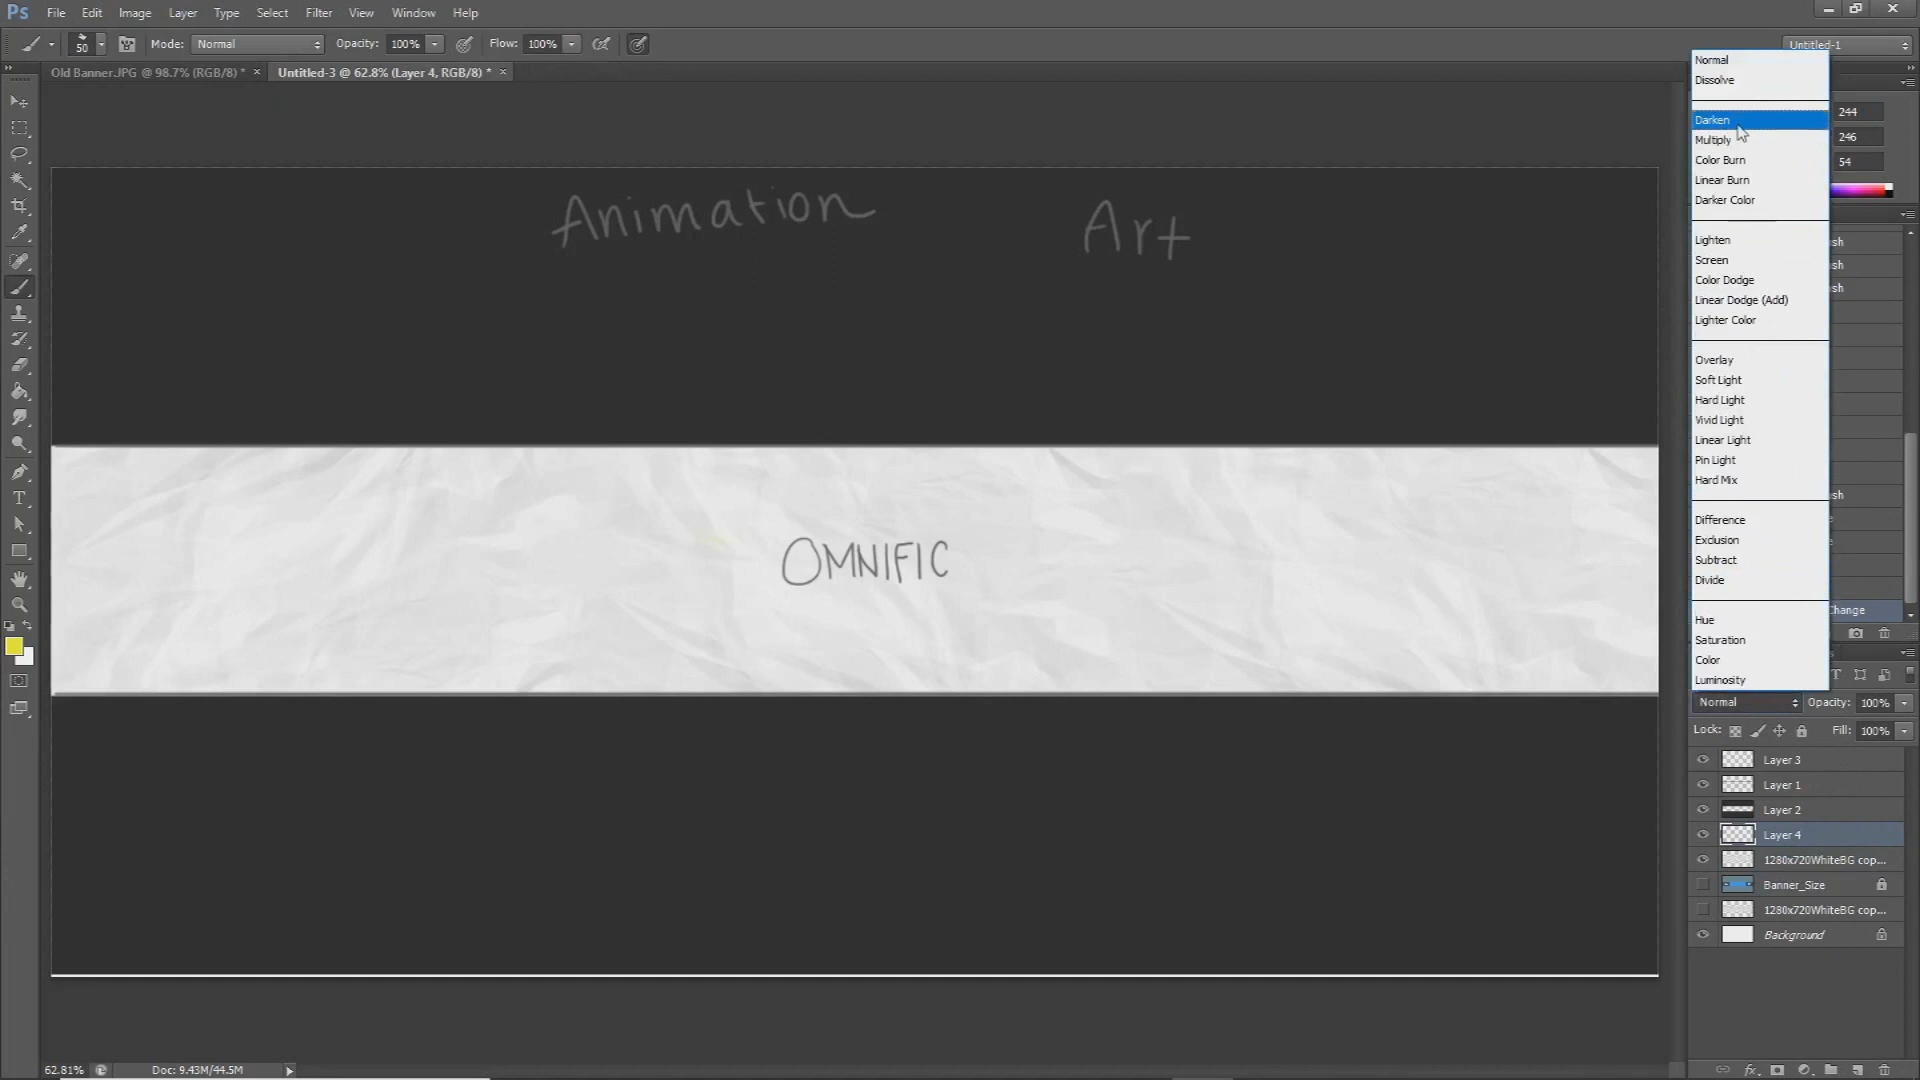 Ps File Edit Image Layer Type Select Filter View Window Help
50 Mode: Normal Opacity: 100% Flow: 100% Untitled-1
Old Banner.JPG @ 98.7% (RGB/8) * × Untitled-3 @ 62.8% (Layer 4, RGB/8) * ×
Normal
Dissolve
Darken
Multiply
Color Burn
Linear Burn
Darker Color
Lighten
Screen
Color Dodge
Linear Dodge (Add)
Lighter Color
Overlay
Soft Light
Hard Light
Vivid Light
Linear Light
Pin Light
Hard Mix
Difference
Exclusion
Subtract
Divide
Hue
Saturation
Color
Luminosity
244
246
54
Animation Art
OMNIFIC
Change
Normal Opacity: 100%
Lock: Fill: 100%
Layer 3
Layer 1
Layer 2
Layer 4
1280x720WhiteBG cop...
Banner_Size
1280x720WhiteBG cop...
Background
62.81% Doc: 9.43M/44.5M